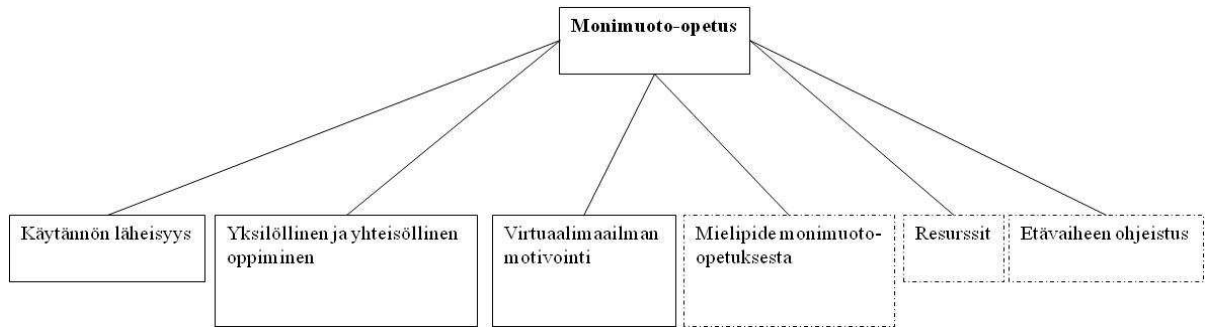 Monimuoto-opetus
Käytännön läheisyys
Yksilöllinen ja yhteisöllinen
oppiminen
Virtuaalimaailman
motivointi
Mielipide monimuoto-
opetuksesta
Resurssit
Etävaiheen ohjeistus